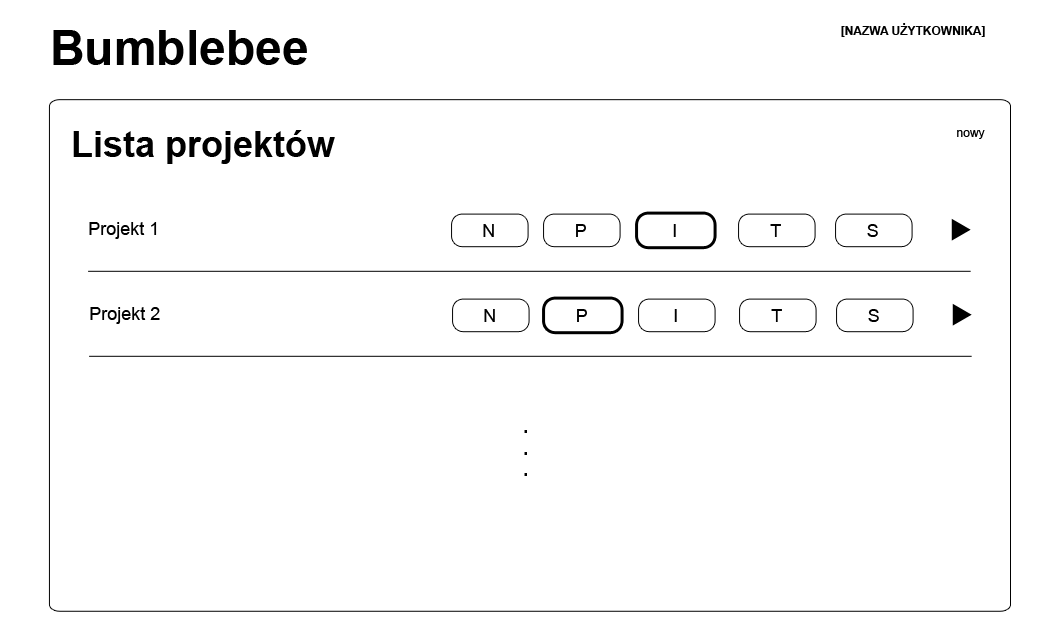 Bumblebee
[NAZWA UŻYTKOWNIKA]
Lista projektów
nowy
Projekt 1 N P I T S
Projekt 2 N P I T S
.
.
.